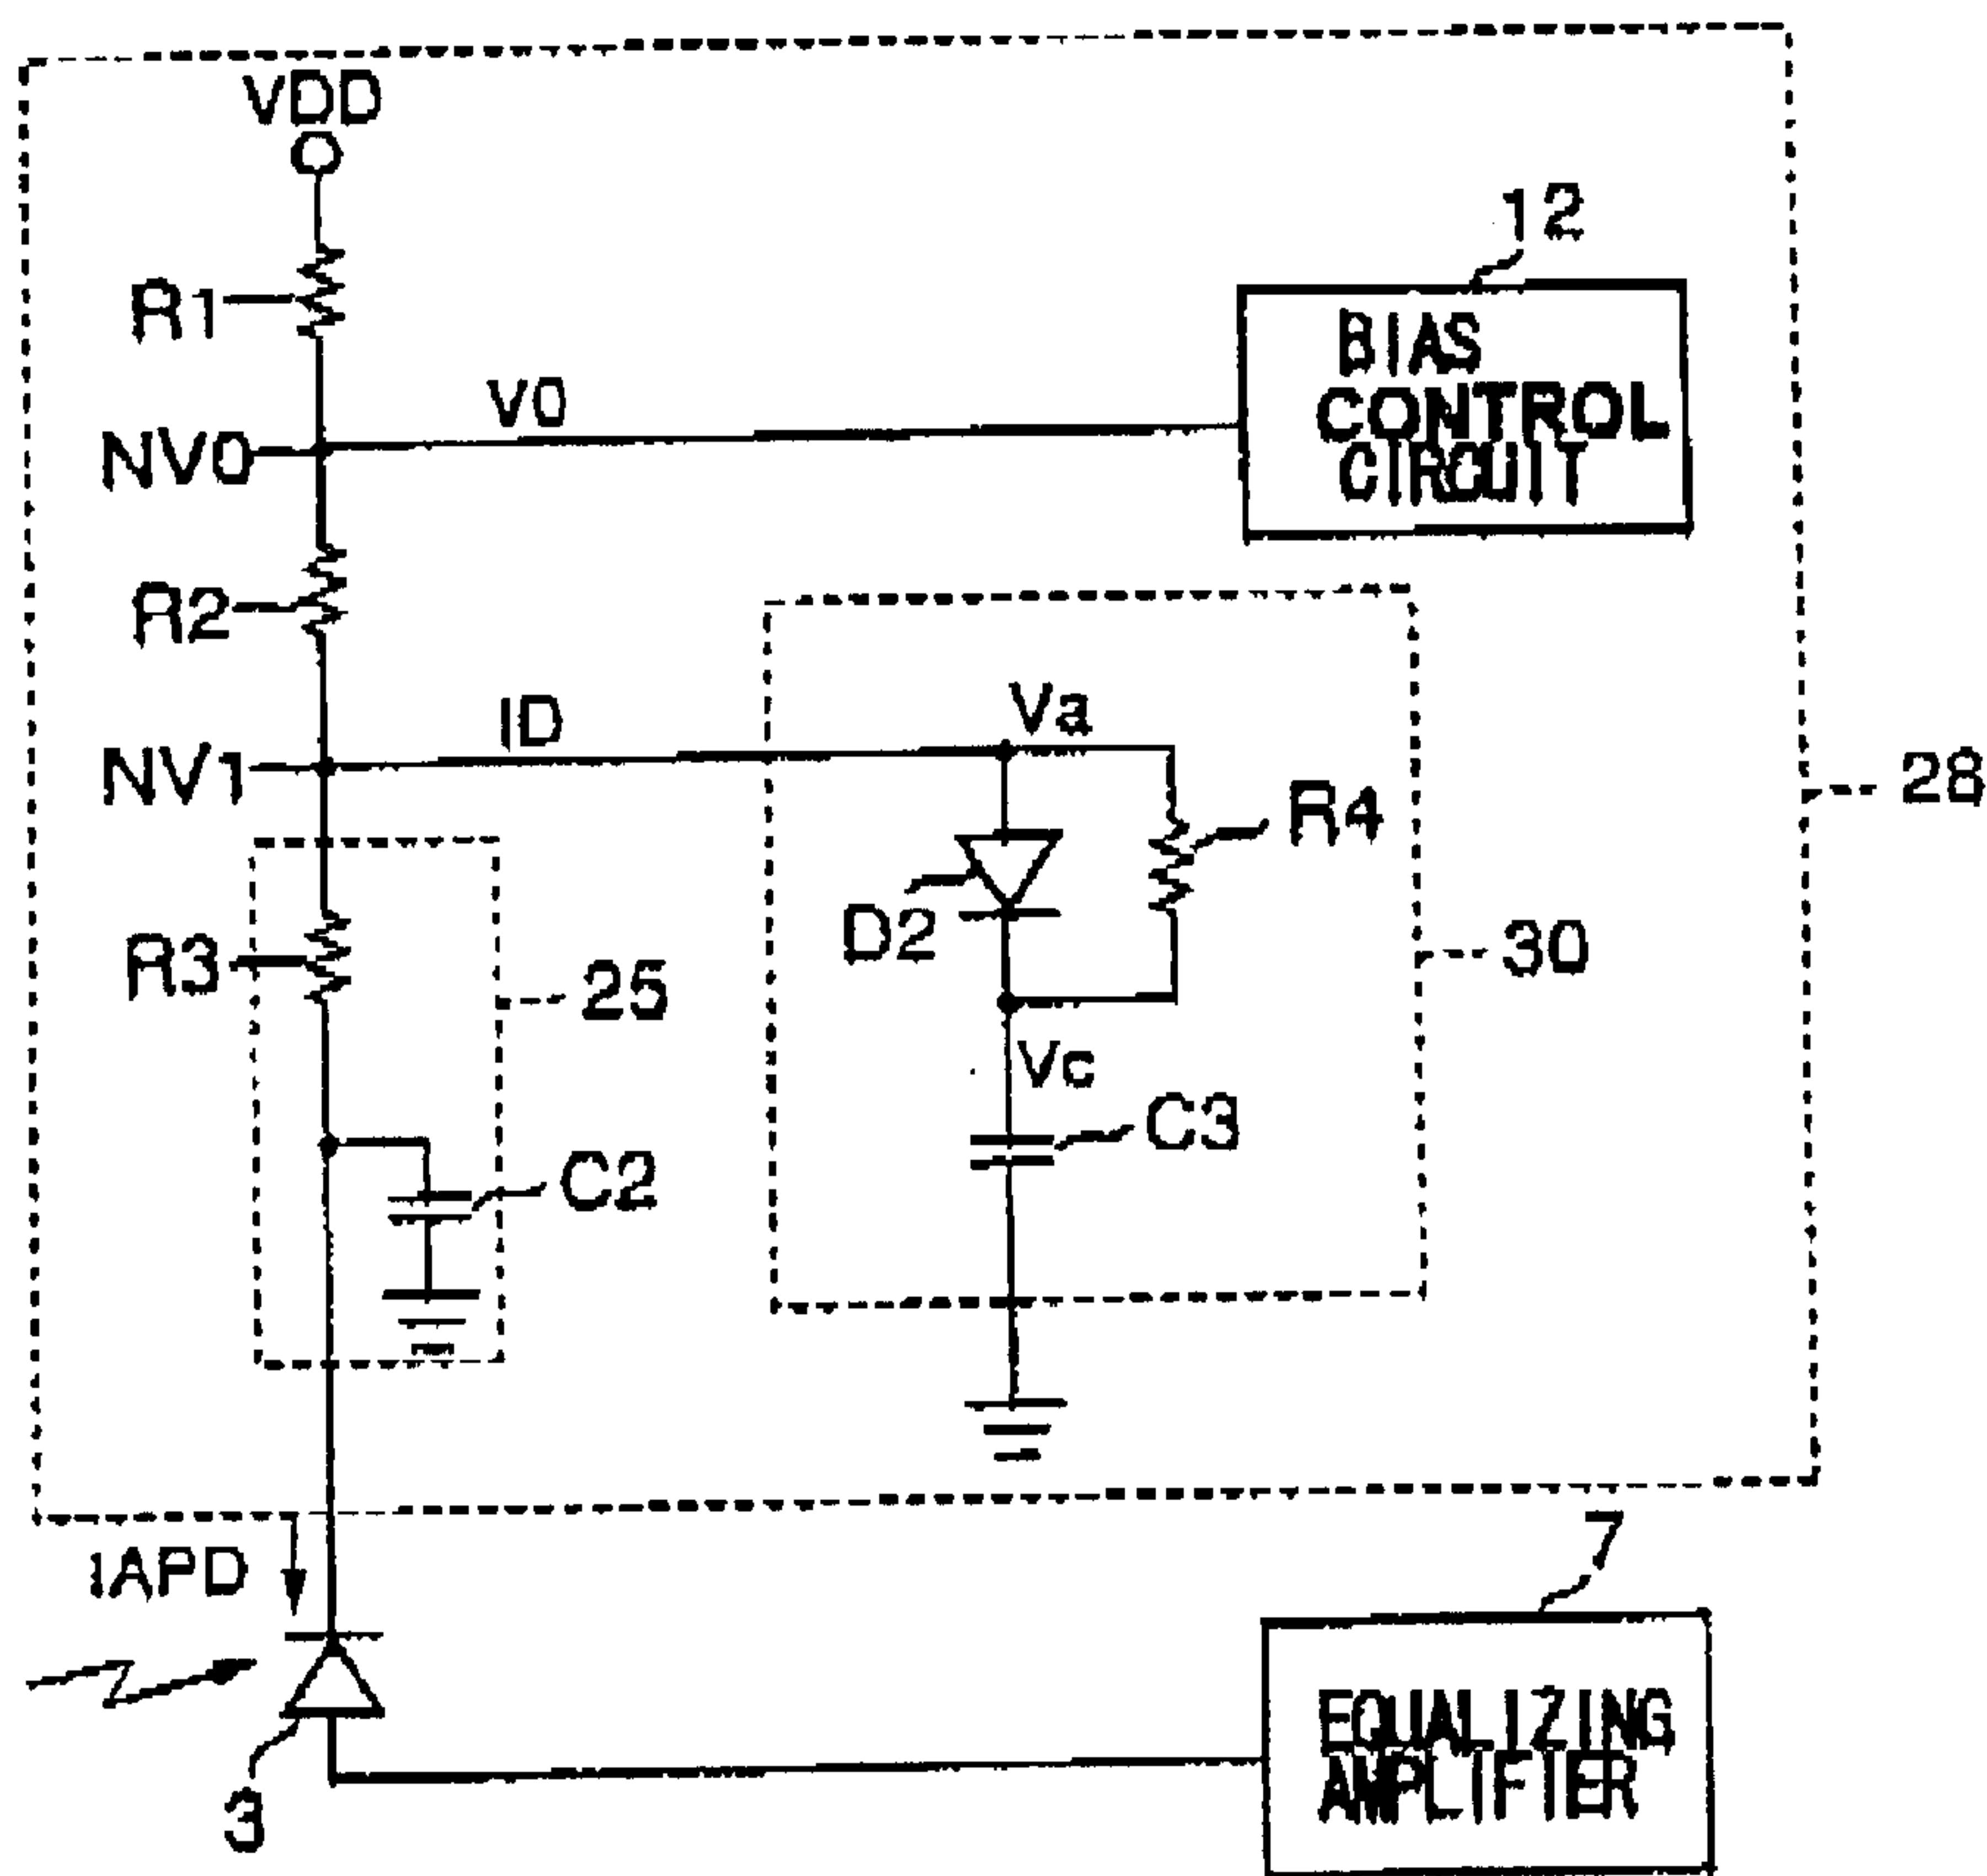 VDD
12
R1
BIAS
CONTROL
CIRCUIT
V0
NV0
R2
ID
Va
NV1
28
R4
D2
R3
30
25
Vc
C3
C2
IAPD
7
EQUALIZING
AMPLIFIER
3